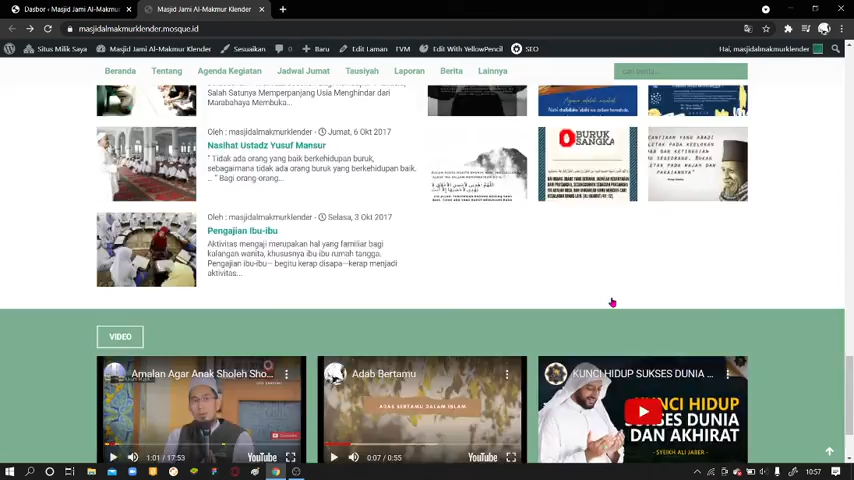 Dasbor ‹ Masjid Jami Al-Makmur
Masjid Jami Al-Makmur Klender
masjidalmakmurklender.mosque.id
Situs Milik Saya
Masjid Jami Al-Makmur Klender
Sesuaikan
0
Baru
Edit Laman
FVM
Edit With YellowPencil
SEO
Hai, masjidalmakmurklender
Beranda
Tentang
Agenda Kegiatan
Jadwal Jumat
Tausiyah
Laporan
Berita
Lainnya
cari berita...
Salah Satunya Memperpanjang Usia Menghindar dari
Marabahaya Membuka...
Oleh : masjidalmakmurklender - Jumat, 6 Okt 2017
Nasihat Ustadz Yusuf Mansur
" Tidak ada orang yang baik berkehidupan buruk,
sebagaimana tidak ada orang yang berkehidupan baik.
.. " Bagi orang-orang...
BURUK
SANGKA
Oleh : masjidalmakmurklender - Selasa, 3 Okt 2017
Pengajian Ibu-ibu
Aktivitas mengaji merupakan hal yang familiar bagi
kalangan wanita, khususnya ibu ibu rumah tangga.
Pengajian ibu-ibu-- begitu kerap disapa--kerap menjadi
aktivitas...
VIDEO
Amalan Agar Anak Sholeh Sho...
1:01 / 17:53
YouTube
Adab Bertamu
ADAB BERTAMU DALAM ISLAM
0:07 / 0:55
YouTube
KUNCI HIDUP SUKSES DUNIA ...
KUNCI HIDUP
SUKSES DUNIA
DAN AKHIRAT
- SYEIKH ALI JABER -
10:57